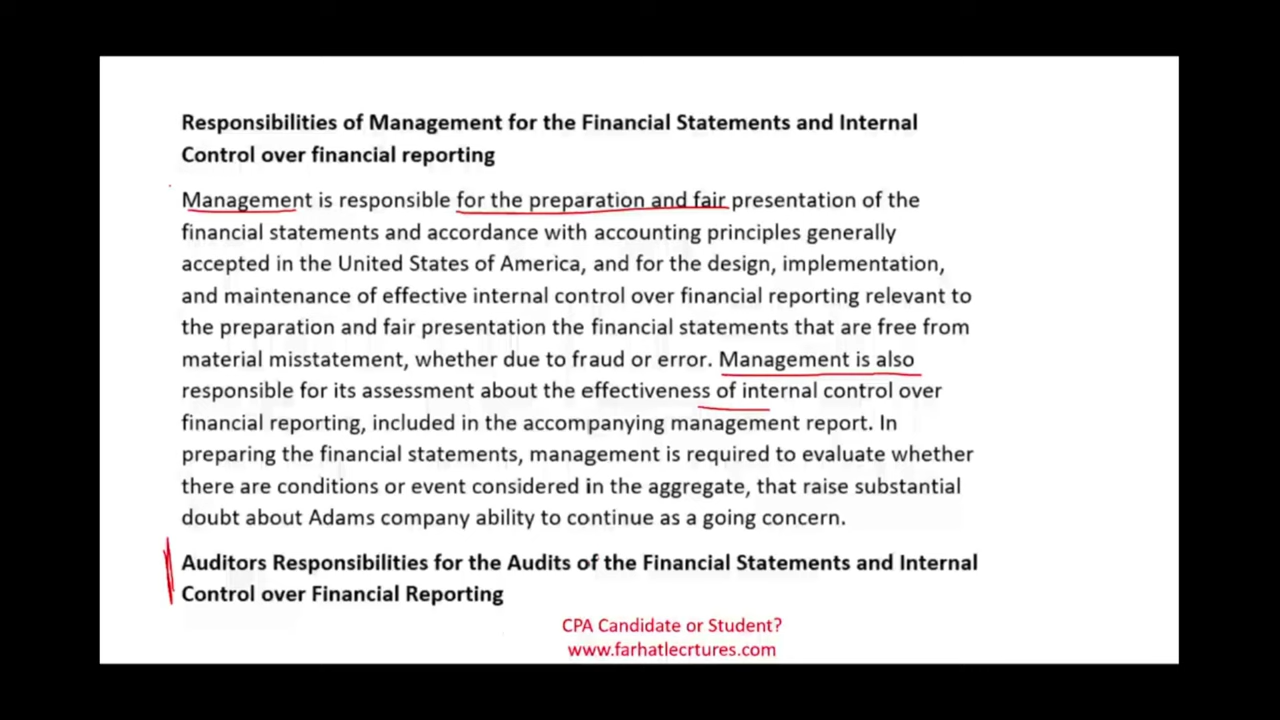 Responsibilities of Management for the Financial Statements and Internal
Control over financial reporting
Management is responsible for the preparation and fair presentation of the
financial statements and accordance with accounting principles generally
accepted in the United States of America, and for the design, implementation,
and maintenance of effective internal control over financial reporting relevant to
the preparation and fair presentation the financial statements that are free from
material misstatement, whether due to fraud or error. Management is also
responsible for its assessment about the effectiveness of internal control over
financial reporting, included in the accompanying management report. In
preparing the financial statements, management is required to evaluate whether
there are conditions or event considered in the aggregate, that raise substantial
doubt about Adams company ability to continue as a going concern.
Auditors Responsibilities for the Audits of the Financial Statements and Internal
Control over Financial Reporting
CPA Candidate or Student?
www.farhatlecrtures.com